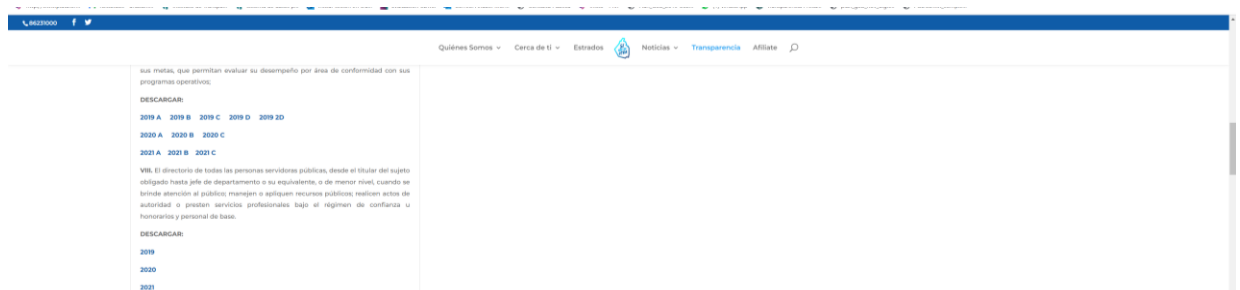 86231000
Quiénes Somos Cerca de ti Estrados Noticias Transparencia Afíliate
sus metas, que permitan evaluar su desempeño por área de conformidad con sus
programas operativos;
DESCARGAR:
2019 A 2019 B 2019 C 2019 D 2019 2D
2020 A 2020 B 2020 C
2021 A 2021 B 2021 C
VIII. El directorio de todas las personas servidoras públicas, desde el titular del sujeto
obligado hasta jefe de departamento o su equivalente, o de menor nivel, cuando se
brinde atención al público; manejen o apliquen recursos públicos; realicen actos de
autoridad o presten servicios profesionales bajo el régimen de confianza u
honorarios y personal de base.
DESCARGAR:
2019
2020
2021